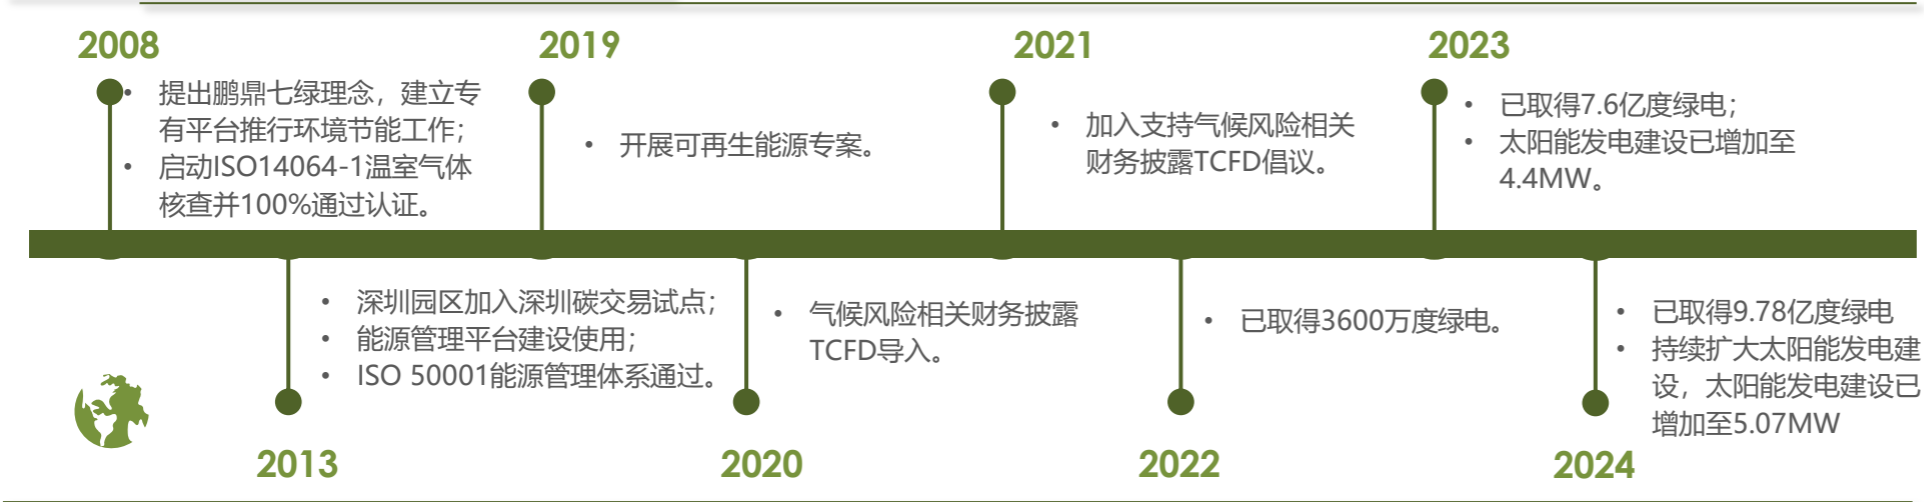 2008
• 提出鹏鼎七绿理念，建立专
有平台推行环境节能工作；
• 启动ISO14064-1温室气体
核查并100%通过认证。
2013
• 深圳园区加入深圳碳交易试点；
• 能源管理平台建设使用；
• ISO 50001能源管理体系通过。
2019
• 开展可再生能源专案。
2020
• 气候风险相关财务披露
TCFD导入。
2021
• 加入支持气候风险相关
财务披露TCFD倡议。
2022
• 已取得3600万度绿电。
2023
• 已取得7.6亿度绿电；
• 太阳能发电建设已增加至
4.4MW。
2024
• 已取得9.78亿度绿电
• 持续扩大太阳能发电建
设，太阳能发电建设已
增加至5.07MW